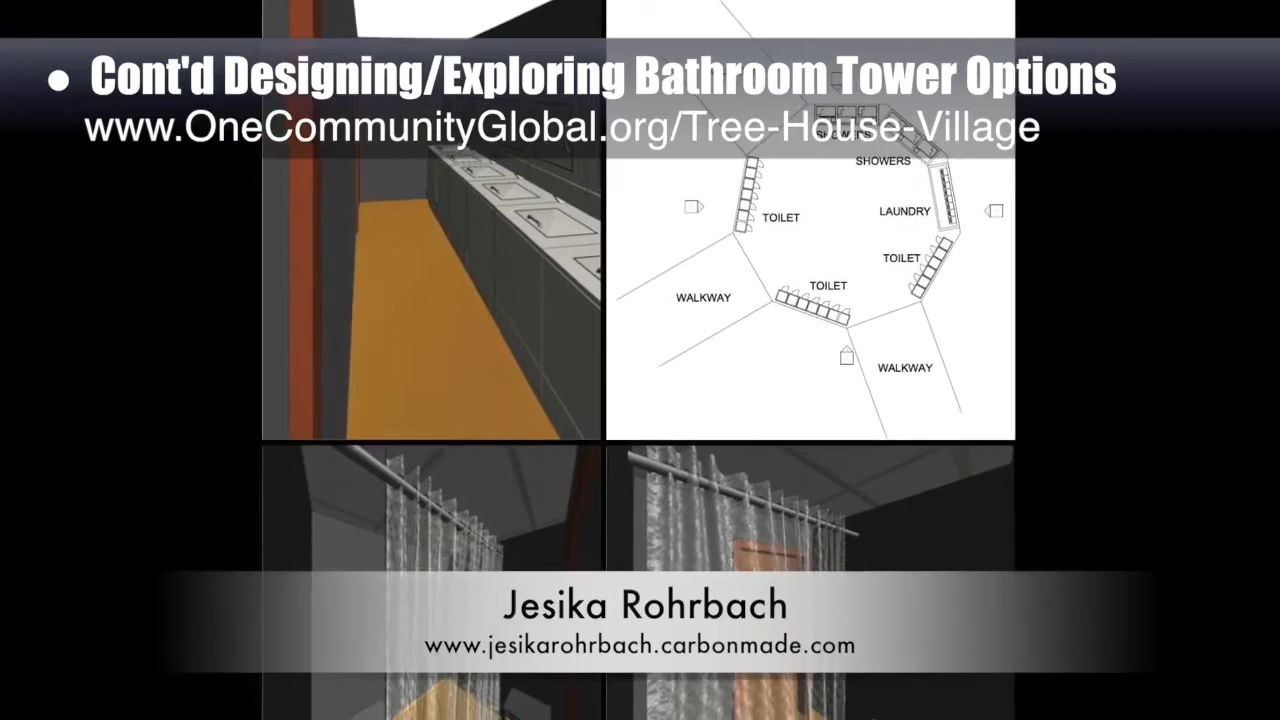 • Cont'd Designing/Exploring Bathroom Tower Options
www.OneCommunityGlobal.org/Tree-House-Village
SHOWERS
SHOWERS
TOILET
LAUNDRY
TOILET
TOILET
WALKWAY
WALKWAY
Jesika Rohrbach
www.jesikarohrbach.carbonmade.com